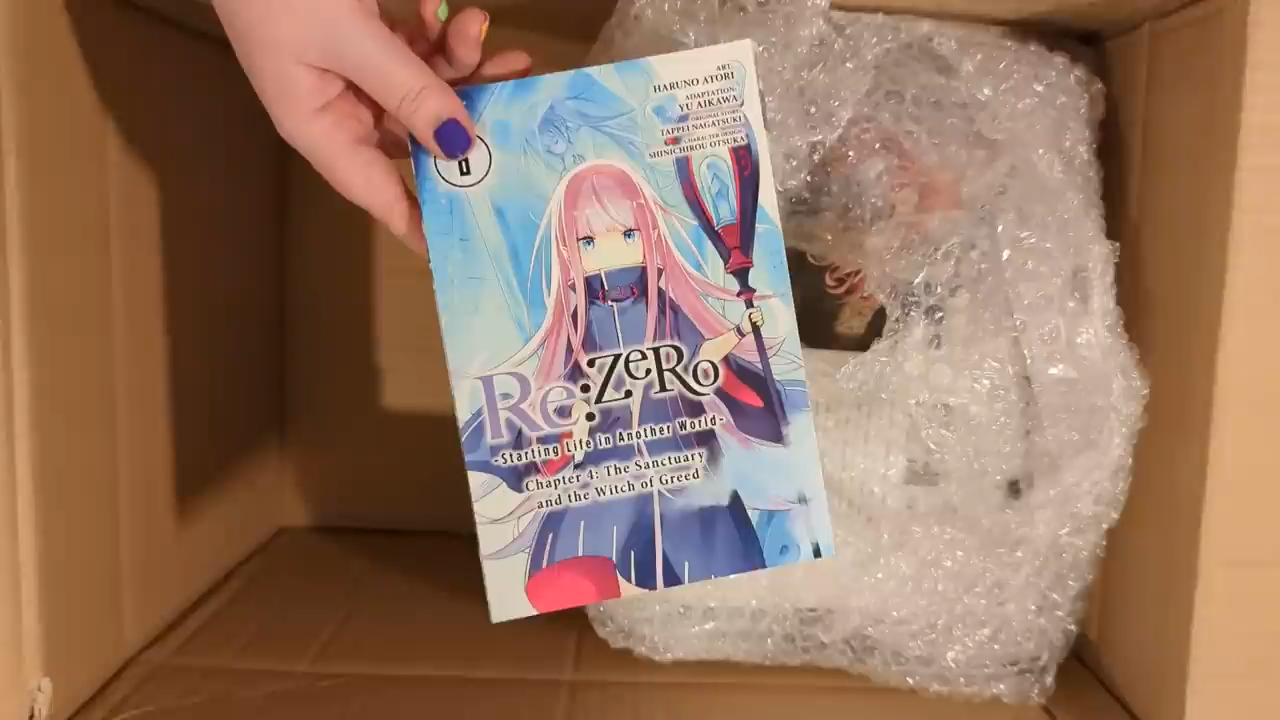 ART:
HARUNO ATORI
ADAPTATION:
YU AIKAWA
ORIGINAL STORY:
TAPPEI NAGATSUKI
CHARACTER DESIGN:
SHINICHIROU OTSUKA
Re:ZeRo
-Starting Life in Another World-
Chapter 4: The Sanctuary
and the Witch of Greed